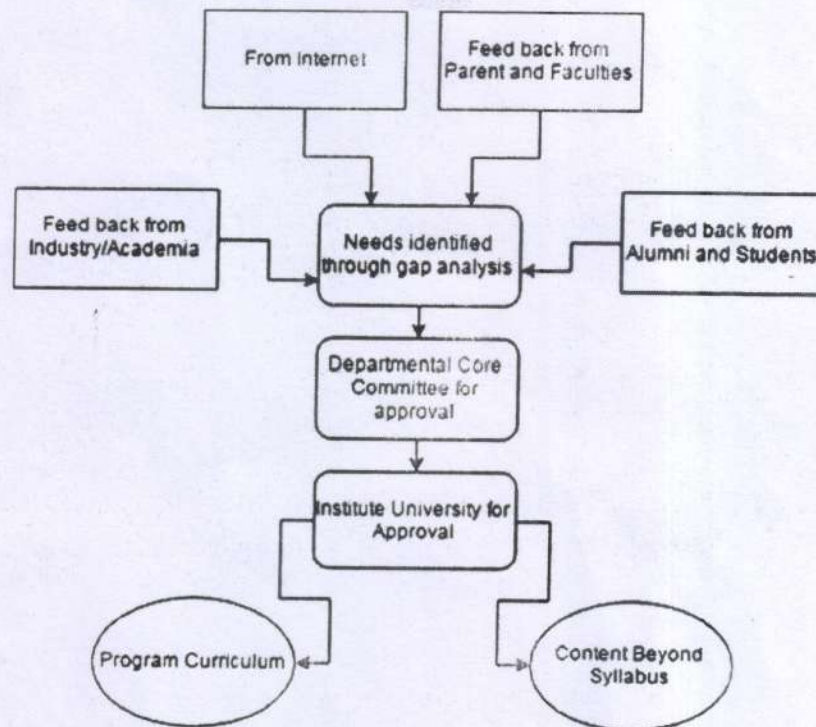 From Internet
Feed back from
Parent and Faculties
Feed back from
Industry/Academia
Needs identified
through gap analysis
Feed back from
Alumni and Students
Departmental Core
Committee for
approval
Institute University for
Approval
Program Curriculum
Content Beyond
Syllabus